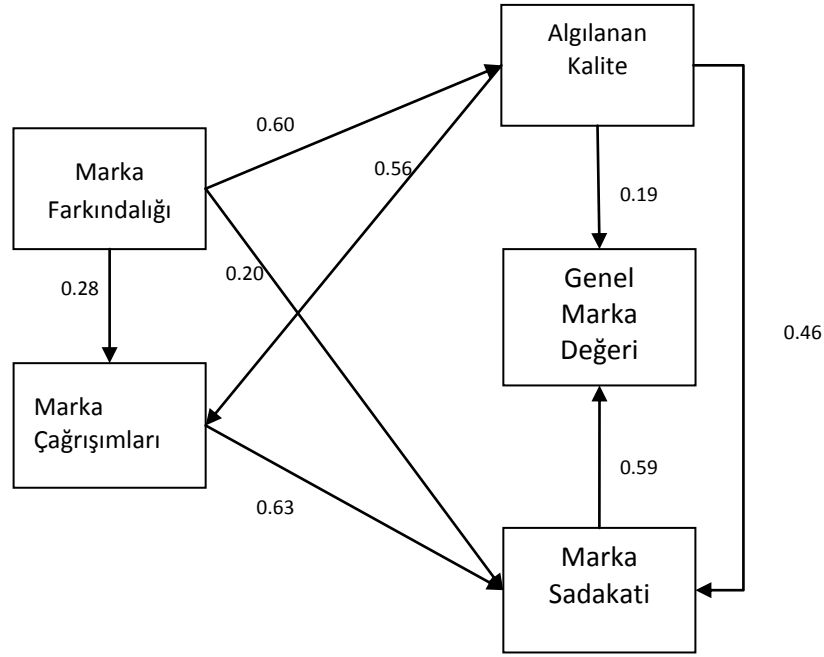 Algılanan
Kalite
0.60
Marka
Farkındalığı
0.56
0.19
0.28
0.20
Genel
Marka
Değeri
0.46
Marka
Çağrışımları
0.59
0.63
Marka
Sadakati